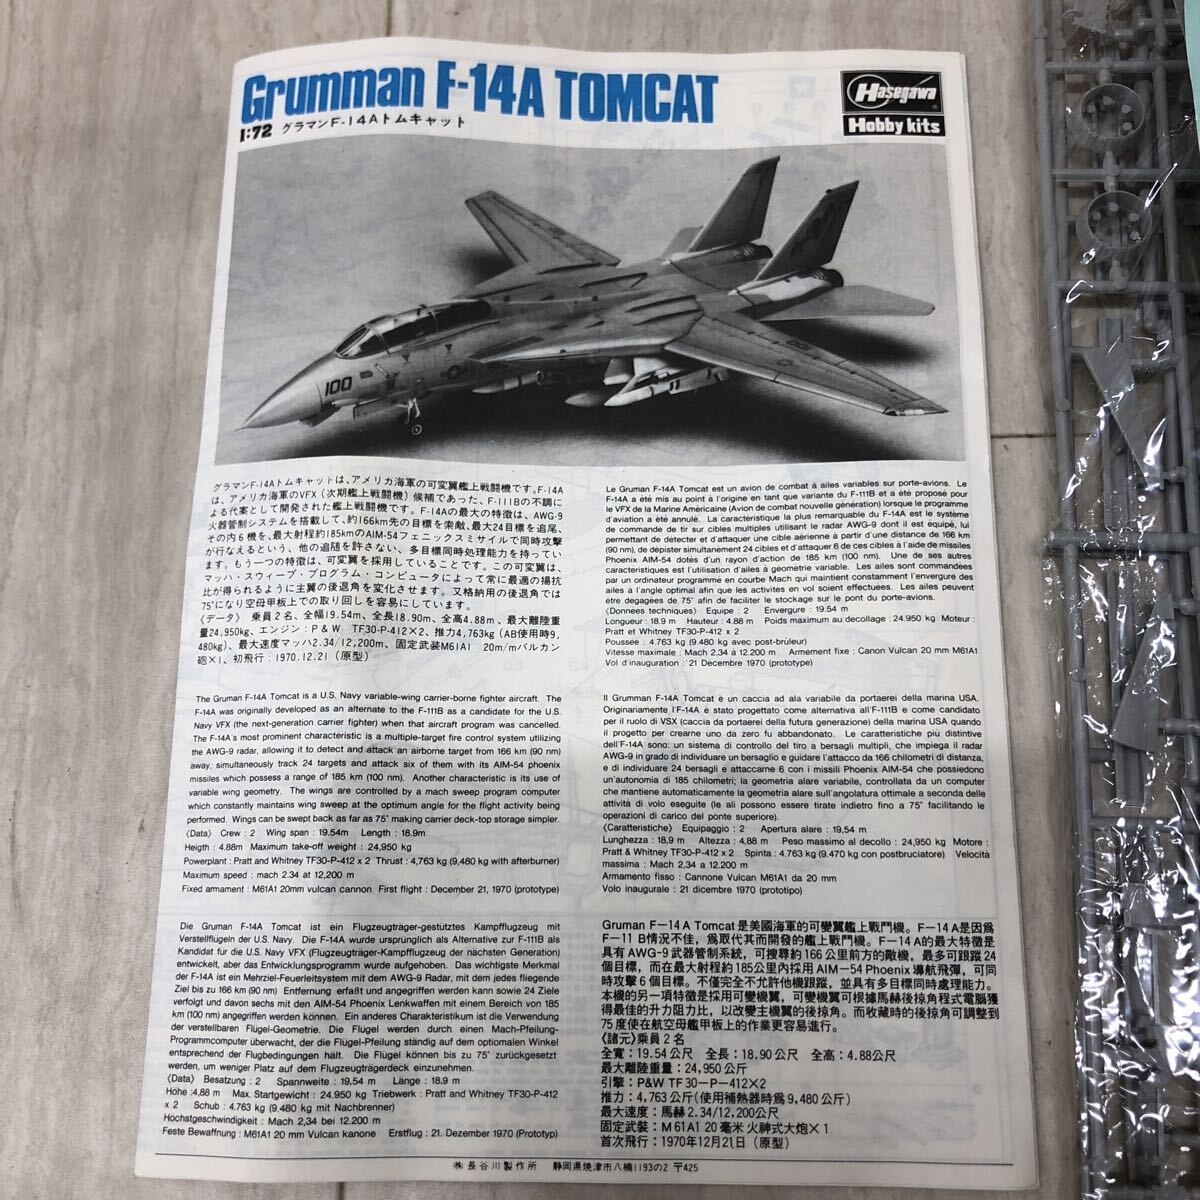 Grumman F-14A TOMCAT
1:72 グラマンF-14Aトムキャット
Hasegawa
Hobby kits
100
グラマンF-14Aトムキャットは、アメリカ海軍の可変翼艦上戦闘機です。F-14A
は、アメリカ海軍のVFX(次期艦上戦闘機)候補であった、F-111Bの不調に
よる代案として開発された艦上戦闘機です。F-14Aの最大の特徴は、AWG-9
火器管制システムを搭載して、約166km先の目標を索敵、最大24目標を追尾、
その内6機を、最大射程約185kmのAIM-54フェニックスミサイルで同時攻撃
が行なえるという、他の追随を許さない、多目標同時処理能力を持ってい
ます。もう一つの特徴は、可変翼を採用していることです。この可変翼は、
マッハ・スウィープ・プログラム・コンピュータによって常に最適の揚抗
比が得られるように主翼の後退角を変化させます。又格納用の後退角では
75°になり空母甲板上での取り回しを容易にしています。
〈データ〉 乗員2名、全幅19.54m、全長18.90m、全高4.88m、最大離陸重
量24,950kg、エンジン:P&W TF30-P-412×2、推力4,763kg(AB使用時9,
480kg)、最大速度マッハ2.34/12,200m、固定武装M61A1 20m/mバルカン
砲×1、初飛行:1970.12.21(原型)
Le Gruman F-14A Tomcat est un avion de combat à ailes variables sur porte-avions. Le
F-14A a été mis au point à l'origine en tant que variante du F-111B et a été proposé pour
le VFX de la Marine Américaine (Avion de combat nouvelle génération) lorsque le programme
d'aviation a été annulé. La caracteristique la plus remarquable du F-14A est le système
de commande de tir sur cibles multiples utilisant le radar AWG-9 dont il est équipé, lui
permettant de detecter et d'attaquer une cible aérienne à partir d'une distance de 166 km
(90 nm), de dépister simultanement 24 cibles et d'attaquer 6 de ces cibles à l'aide de missiles
Phoenix AIM-54 dotés d'un rayon d'action de 185 km (100 nm). Une de ses autres
caractéristiques est l'utilisation d'ailes à geometrie variable. Les ailes sont commandées
par un ordinateur programmé en courbe Mach qui maintient constamment l'envergure des
ailes à l'angle optimal afin que les activités en vol soient effectuées. Les ailes peuvent
être degagées de 75° afin de faciliter le stockage sur le pont du porte-avions.
〈Donnees techniques〉 Equipe : 2 Envergure : 19.54 m
Longueur : 18.9 m Hauteur : 4.88 m Poids maximum au decollage : 24,950 kg Moteur :
Pratt et Whitney TF30-P-412 x 2
Poussee : 4.763 kg (9.480 kg avec post-brûleur)
Vitesse maximale : Mach 2,34 à 12.200 m Armement fixe : Canon Vulcan 20 mm M61A1
Vol d'inauguration : 21 Décembre 1970 (prototype)
The Gruman F-14A Tomcat is a U.S. Navy variable-wing carrier-borne fighter aircraft. The
F-14A was originally developed as an alternate to the F-111B as a candidate for the U.S.
Navy VFX (the next-generation carrier fighter) when that aircraft program was cancelled.
The F-14A's most prominent characteristic is a multiple-target fire control system utilizing
the AWG-9 radar, allowing it to detect and attack an airborne target from 166 km (90 nm)
away, simultaneously track 24 targets and attack six of them with its AIM-54 phoenix
missiles which possess a range of 185 km (100 nm). Another characteristic is its use of
variable wing geometry. The wings are controlled by a mach sweep program computer
which constantly maintains wing sweep at the optimum angle for the flight activity being
performed. Wings can be swept back as far as 75° making carrier deck-top storage simpler.
〈Data〉 Crew : 2 Wing span : 19.54m Length : 18.9m
Heigth : 4.88m Maximum take-off weight : 24,950 kg
Powerplant : Pratt and Whitney TF30-P-412 x 2 Thrust : 4,763 kg (9,480 kg with afterburner)
Maximum speed : mach 2.34 at 12,200 m
Fixed armament : M61A1 20mm vulcan cannon First flight : December 21, 1970 (prototype)
Il Grumman F-14A Tomcat è un caccia ad ala variabile da portaerei della marina USA.
Originariamente l'F-14A è stato progettato come alternativa all'F-111B e come candidato
per il ruolo di VSX (caccia da portaerei della futura generazione) della marina USA quando
il progetto per crearne uno da zero fu abbandonato. Le caratteristiche più distintive
dell'F-14A sono: un sistema di controllo del tiro a bersagli multipli, che impiega il radar
AWG-9 in grado di individuare un bersaglio e guidare l'attacco da 166 chilometri di distanza,
e di individuare 24 bersagli e attaccarne 6 con i missili Phoenix AIM-54 che possiedono
un'autonomia di 185 chilometri; la geometria alare variabile, controllata da un computer
che mantiene automaticamente la geometria alare sull'angolatura ottimale a seconda delle
attività di volo eseguite (le ali possono essere tirate indietro fino a 75° facilitando le
operazioni di carico del ponte superiore).
〈Caratteristiche〉 Equipaggio : 2 Apertura alare : 19,54 m
Lunghezza : 18,9 m Altezza : 4,88 m Peso massimo al decollo : 24,950 kg Motore :
Pratt & Whitney TF30-P-412 x 2 Spinta : 4.763 kg (9.470 kg con postbruciatore) Velocità
massima : Mach 2,34 a 12.200 m
Armamento fisso : Cannone Vulcan M61A1 da 20 mm
Volo inaugurale : 21 dicembre 1970 (prototipo)
Die Gruman F-14A Tomcat ist ein Flugzeugträger-gestütztes Kampfflugzeug mit
Verstellflügeln der U.S. Navy. Die F-14A wurde ursprünglich als Alternative zur F-111B als
Kandidat für die U.S. Navy VFX (Flugzeugträger-Kampfflugzeug der nächsten Generation)
entwickelt, aber das Entwicklungsprogramm wurde aufgehoben. Das wichtigste Merkmal
der F-14A ist ein Mehrziel-Feuerleitsystem mit dem AWG-9 Radar, mit dem jedes fliegende
Ziel bis zu 166 km (90 nm) Entfernung erfaßt und angegriffen werden kann sowie 24 Ziele
verfolgt und davon sechs mit den AIM-54 Phoenix Lenkwaffen mit einem Bereich von 185
km (100 nm) angegriffen werden können. Ein anderes Charakteristikum ist die Verwendung
der verstellbaren Flügel-Geometrie. Die Flügel werden durch einen Mach-Pfeilung-
Programmcomputer überwacht, der die Flügel-Pfeilung ständig auf dem optimalen Winkel
entsprechend der Flugbedingungen hält. Die Flügel können bis zu 75° zurückgesetzt
werden, um weniger Platz auf dem Flugzeugträgerdeck einzunehmen.
〈Data〉 Besatzung : 2 Spannweite : 19,54 m Länge : 18.9 m
Höhe : 4,88 m Max. Startgewicht : 24.950 kg Triebwerk : Pratt and Whitney TF30-P-412
x 2 Schub : 4.763 kg (9.480 kg mit Nachbrenner)
Höchstgeschwindigkeit : Mach 2,34 bei 12.200 m
Feste Bewaffnung : M61A1 20 mm Vulcan kanone Erstflug : 21. Dezember 1970 (Prototyp)
Gruman F-14A Tomcat是美國海軍的可變翼艦上戰鬥機。F-14A是因爲
F-11 B情況不佳，爲取代其而開發的艦上戰鬥機。F-14A的最大特徵是
具有AWG-9武器管制系統，可搜尋約166公里前方的敵機，最多可跟蹤24
個目標，而在最大射程約185公里內採用AIM-54 Phoenix導航飛彈，可同
時攻擊6個目標。不僅完全不允許他機跟蹤，並具有多目標同時處理能力。
本機的另一項特徵是採用可變機翼，可變機翼可根據馬赫後掠角程式電腦獲
得最佳的升力阻力比，以改變主機翼的後掠角。而收藏時的後掠角可調整到
75度使在航空母艦甲板上的作業更容易進行。
〈諸元〉乘員2名
全寬：19.54公尺 全長：18.90公尺 全高：4.88公尺
最大離陸重量：24,950公斤
引擎：P&W TF30-P-412×2
推力：4,763公斤(使用補熱器時爲9,480公斤)
最大速度：馬赫2.34/12,200公尺
固定武裝：M61A1 20毫米 火神式大炮×1
首次飛行：1970年12月21日(原型)
㈱長谷川製作所 静岡県焼津市八楠1193の2 〒425